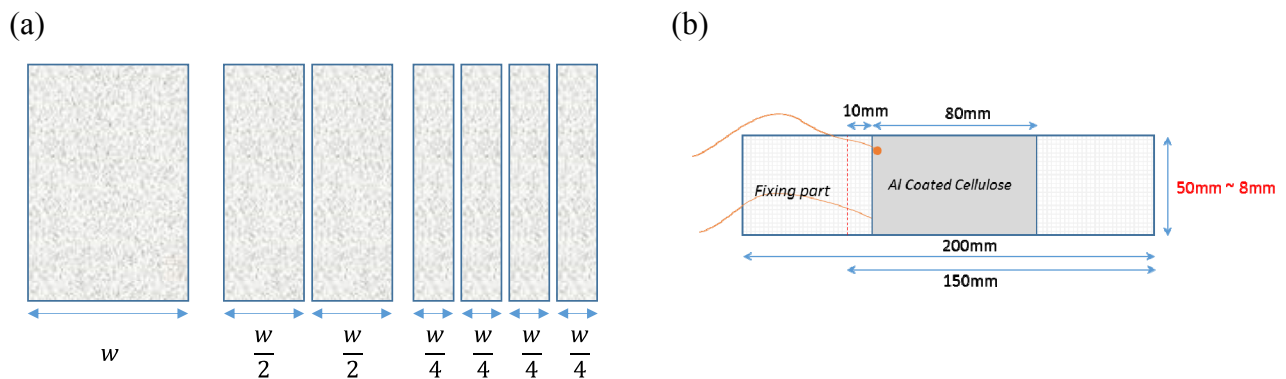 (a)
w
w/2
w/2
w/4
w/4
w/4
w/4
(b)
10mm
80mm
Fixing part
Al Coated Cellulose
50mm ~ 8mm
200mm
150mm